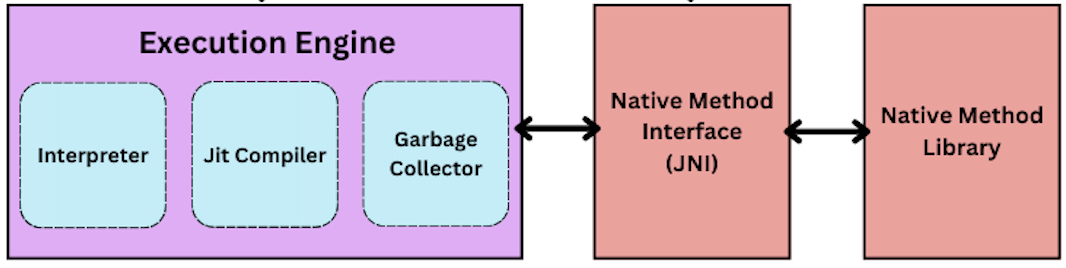 Execution Engine
Interpreter
Jit Compiler
Garbage
Collector
Native Method
Interface
(JNI)
Native Method
Library